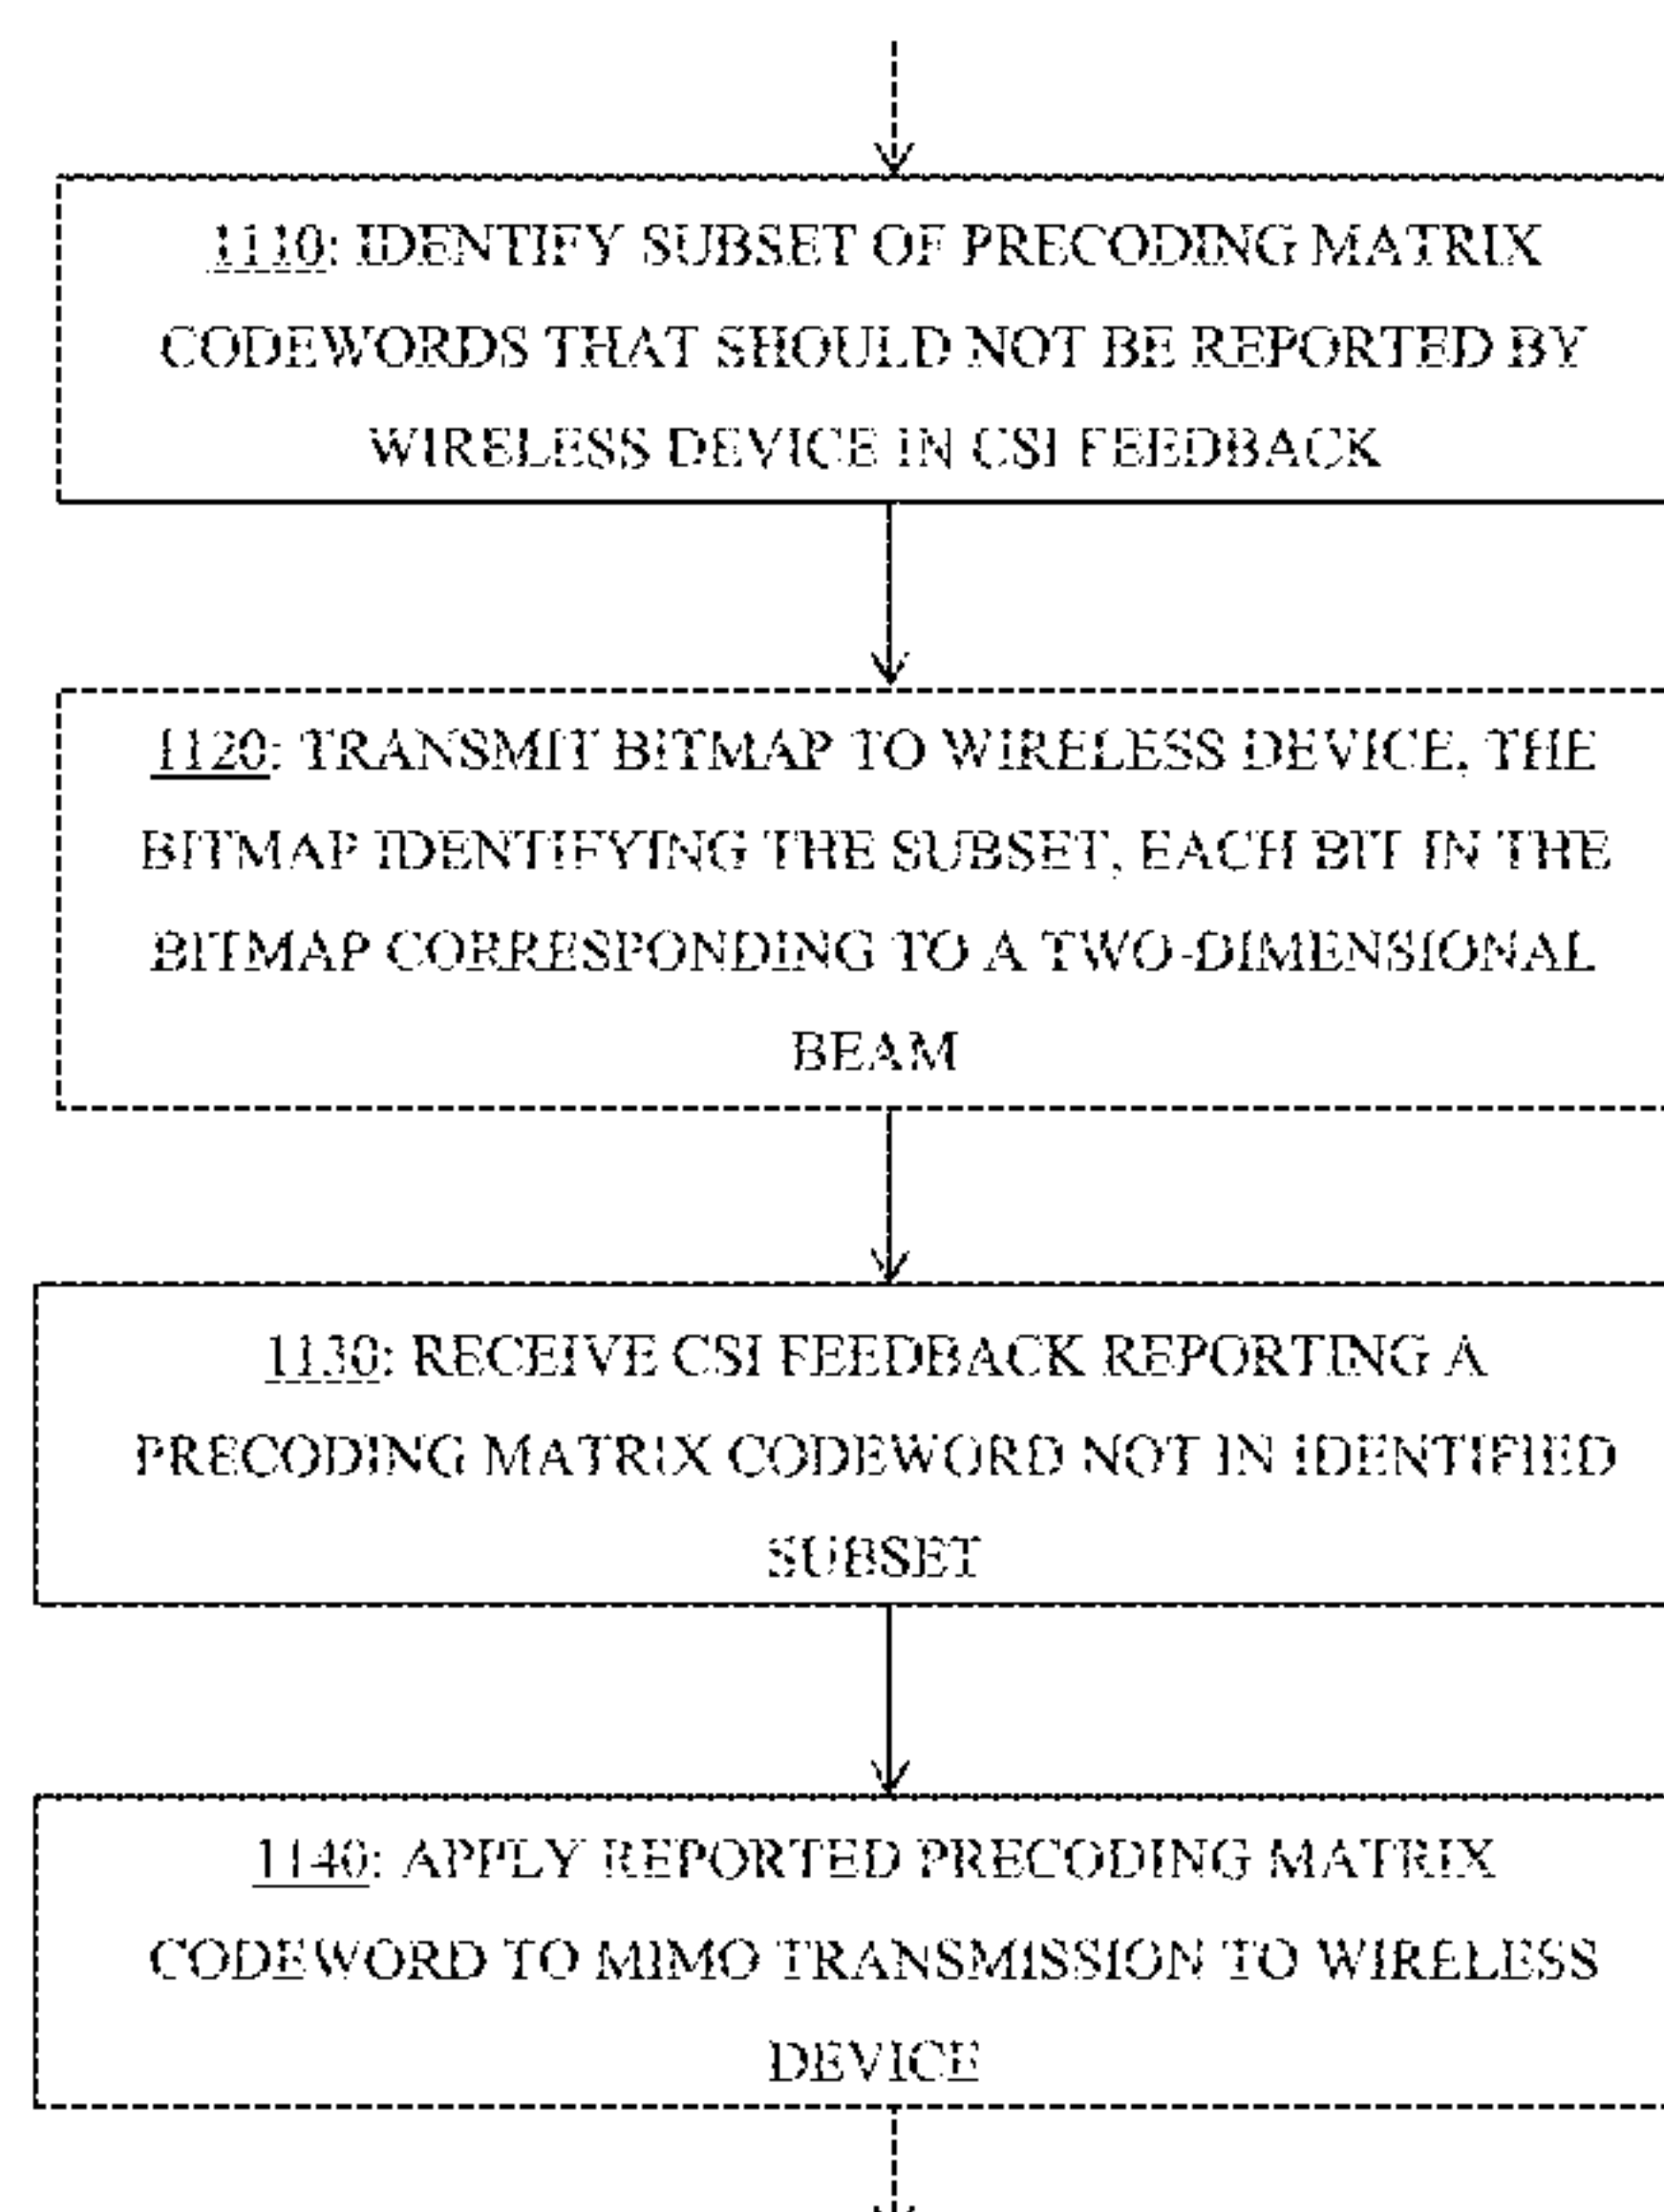 1110: IDENTIFY SUBSET OF PRECODING MATRIX
CODEWORDS THAT SHOULD NOT BE REPORTED BY
WIRELESS DEVICE IN CSI FEEDBACK
1120: TRANSMIT BITMAP TO WIRELESS DEVICE, THE
BITMAP IDENTIFYING THE SUBSET, EACH BIT IN THE
BITMAP CORRESPONDING TO A TWO-DIMENSIONAL
BEAM
1130: RECEIVE CSI FEEDBACK REPORTING A
PRECODING MATRIX CODEWORD NOT IN IDENTIFIED
SUBSET
1140: APPLY REPORTED PRECODING MATRIX
CODEWORD TO MIMO TRANSMISSION TO WIRELESS
DEVICE